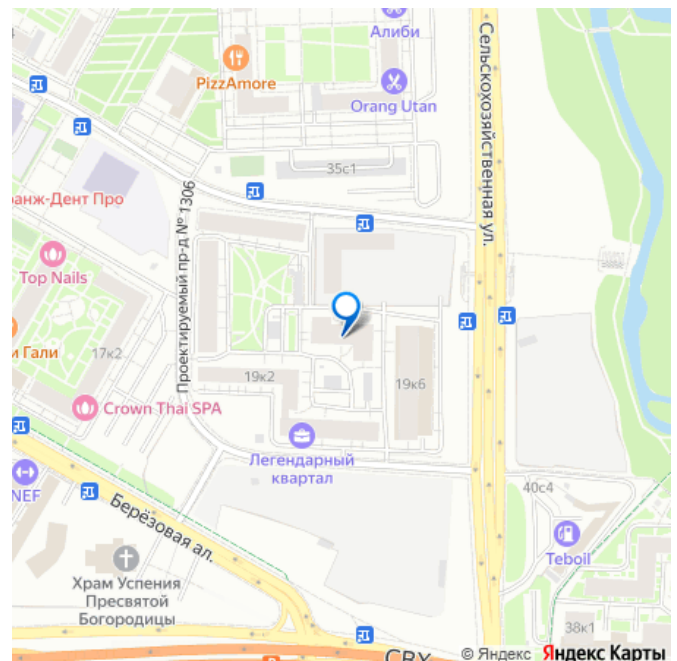 Алиби
PizzAmore
Orang Utan
Сельскохозяйственная ул.
35с1
анж-Дент Про
Проектируемый пр-д № 1306
Top Nails
и Гали
17к2
19к2
19к6
Crown Thai SPA
Легендарный
квартал
NEF
Берёзовая ал.
40с4
Teboil
Храм Успения
Пресвятой
Богородицы
38к1
СВХ
© Яндекс Яндекс Карты